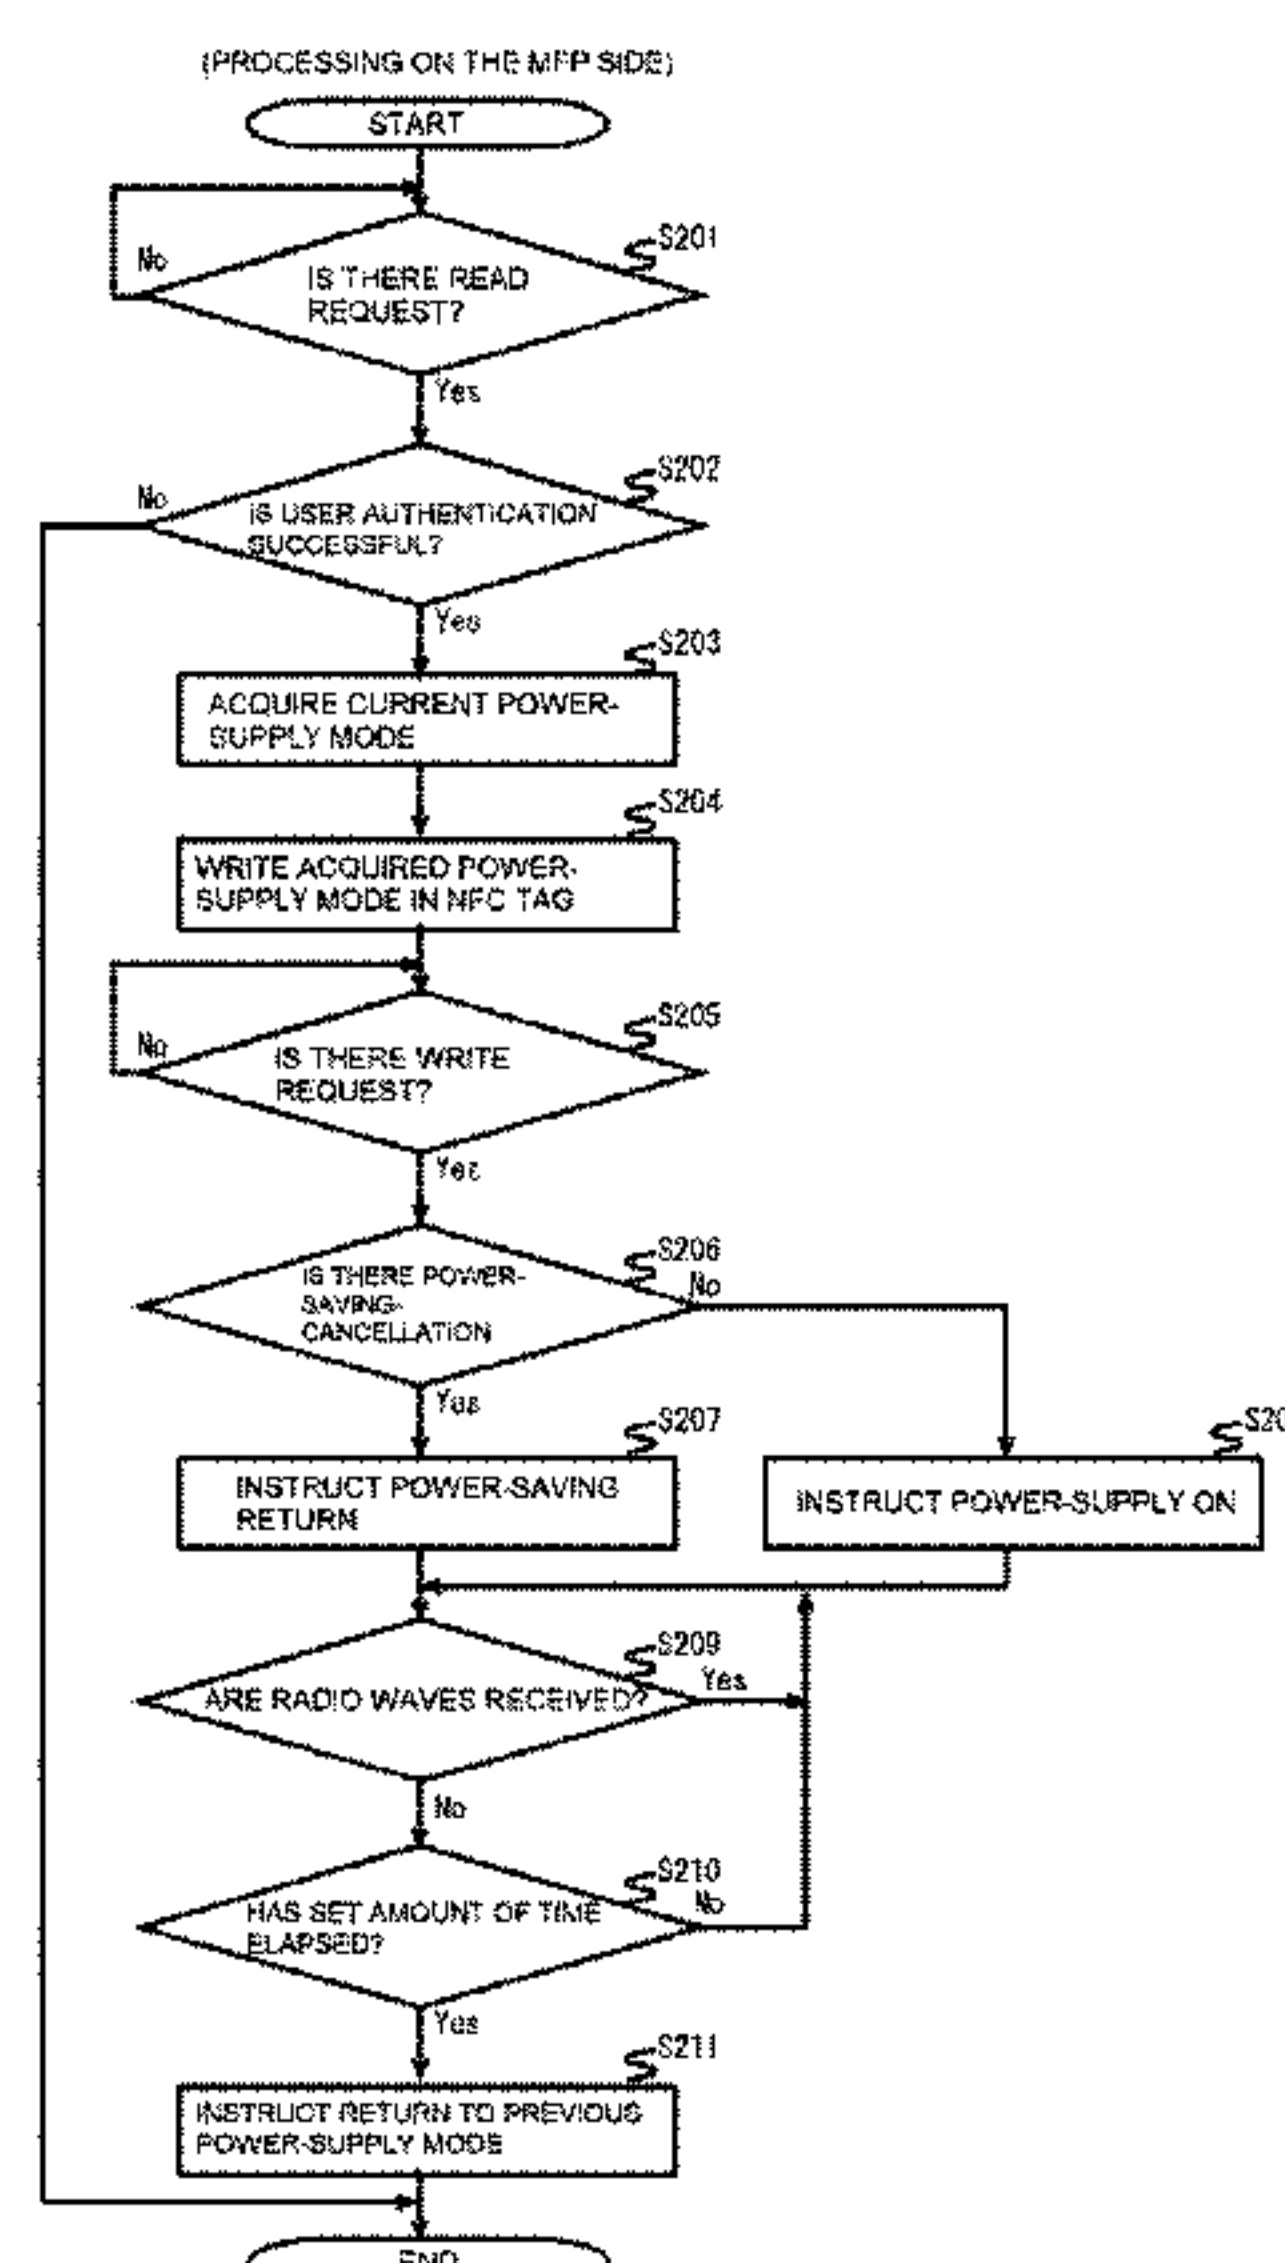 (PROCESSING ON THE MFP SIDE)
START
S201
No
IS THERE READ
REQUEST?
Yes
S202
No
IS USER AUTHENTICATION
SUCCESSFUL?
Yes
S203
ACQUIRE CURRENT POWER-
SUPPLY MODE
S204
WRITE ACQUIRED POWER-
SUPPLY MODE IN NFC TAG
S205
No
IS THERE WRITE
REQUEST?
Yes
S206
No
IS THERE POWER-
SAVING-
CANCELLATION
Yes
S207
S20
INSTRUCT POWER-SAVING
RETURN
INSTRUCT POWER-SUPPLY ON
S209
Yes
ARE RADIO WAVES RECEIVED?
No
S210
No
HAS SET AMOUNT OF TIME
ELAPSED?
Yes
S211
INSTRUCT RETURN TO PREVIOUS
POWER-SUPPLY MODE
END